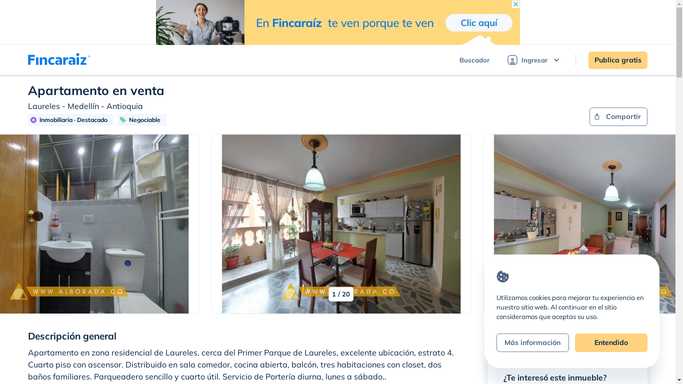 En Fincaraíz te ven porque te ven
Clic aquí
Fincaraíz
Buscador
Ingresar
Publica gratis
Apartamento en venta
Laureles - Medellín - Antioquia
Inmobiliaria · Destacado
Negociable
Compartir
WWW.ALBORADA.CO
1 / 20
Utilizamos cookies para mejorar tu experiencia en
nuestro sitio web. Al continuar en el sitio
consideramos que aceptas su uso.
Más información
Entendido
Descripción general
Apartamento en zona residencial de Laureles, cerca del Primer Parque de Laureles, excelente ubicación, estrato 4.
Cuarto piso con ascensor. Distribuido en sala comedor, cocina abierta, balcón, tres habitaciones con closet, dos
baños familiares. Parqueadero sencillo y cuarto útil. Servicio de Portería diurna, lunes a sábado..
¿Te interesó este inmueble?